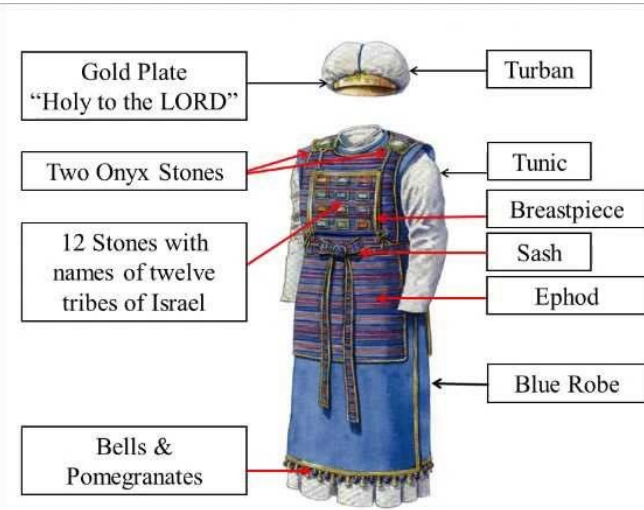 Gold Plate
“Holy to the LORD”
Two Onyx Stones
12 Stones with
names of twelve
tribes of Israel
Bells &
Pomegranates
Turban
Tunic
Breastpiece
Sash
Ephod
Blue Robe